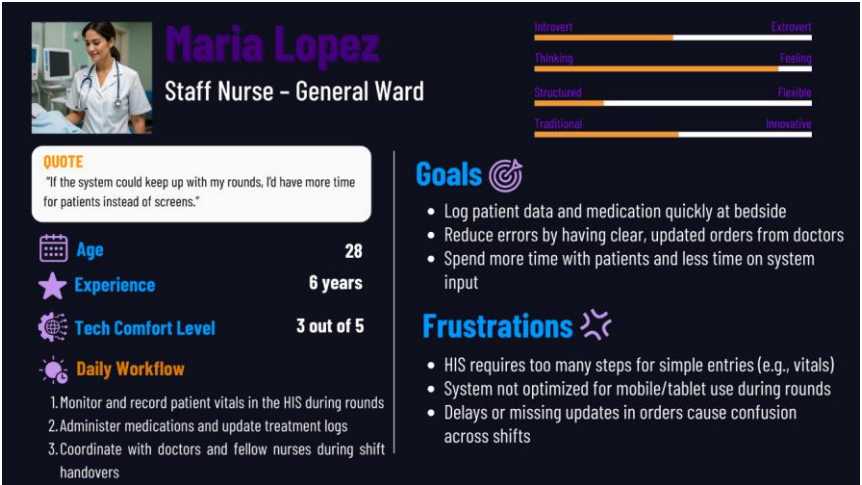 Maria Lopez
Staff Nurse – General Ward
Introvert Extrovert
Thinking Feeling
Structured Flexible
Traditional Innovative
QUOTE
"If the system could keep up with my rounds, I'd have more time
for patients instead of screens."
Age 28
Experience 6 years
Tech Comfort Level 3 out of 5
Daily Workflow
1. Monitor and record patient vitals in the HIS during rounds
2. Administer medications and update treatment logs
3. Coordinate with doctors and fellow nurses during shift
handovers
Goals
• Log patient data and medication quickly at bedside
• Reduce errors by having clear, updated orders from doctors
• Spend more time with patients and less time on system
input
Frustrations
• HIS requires too many steps for simple entries (e.g., vitals)
• System not optimized for mobile/tablet use during rounds
• Delays or missing updates in orders cause confusion
across shifts